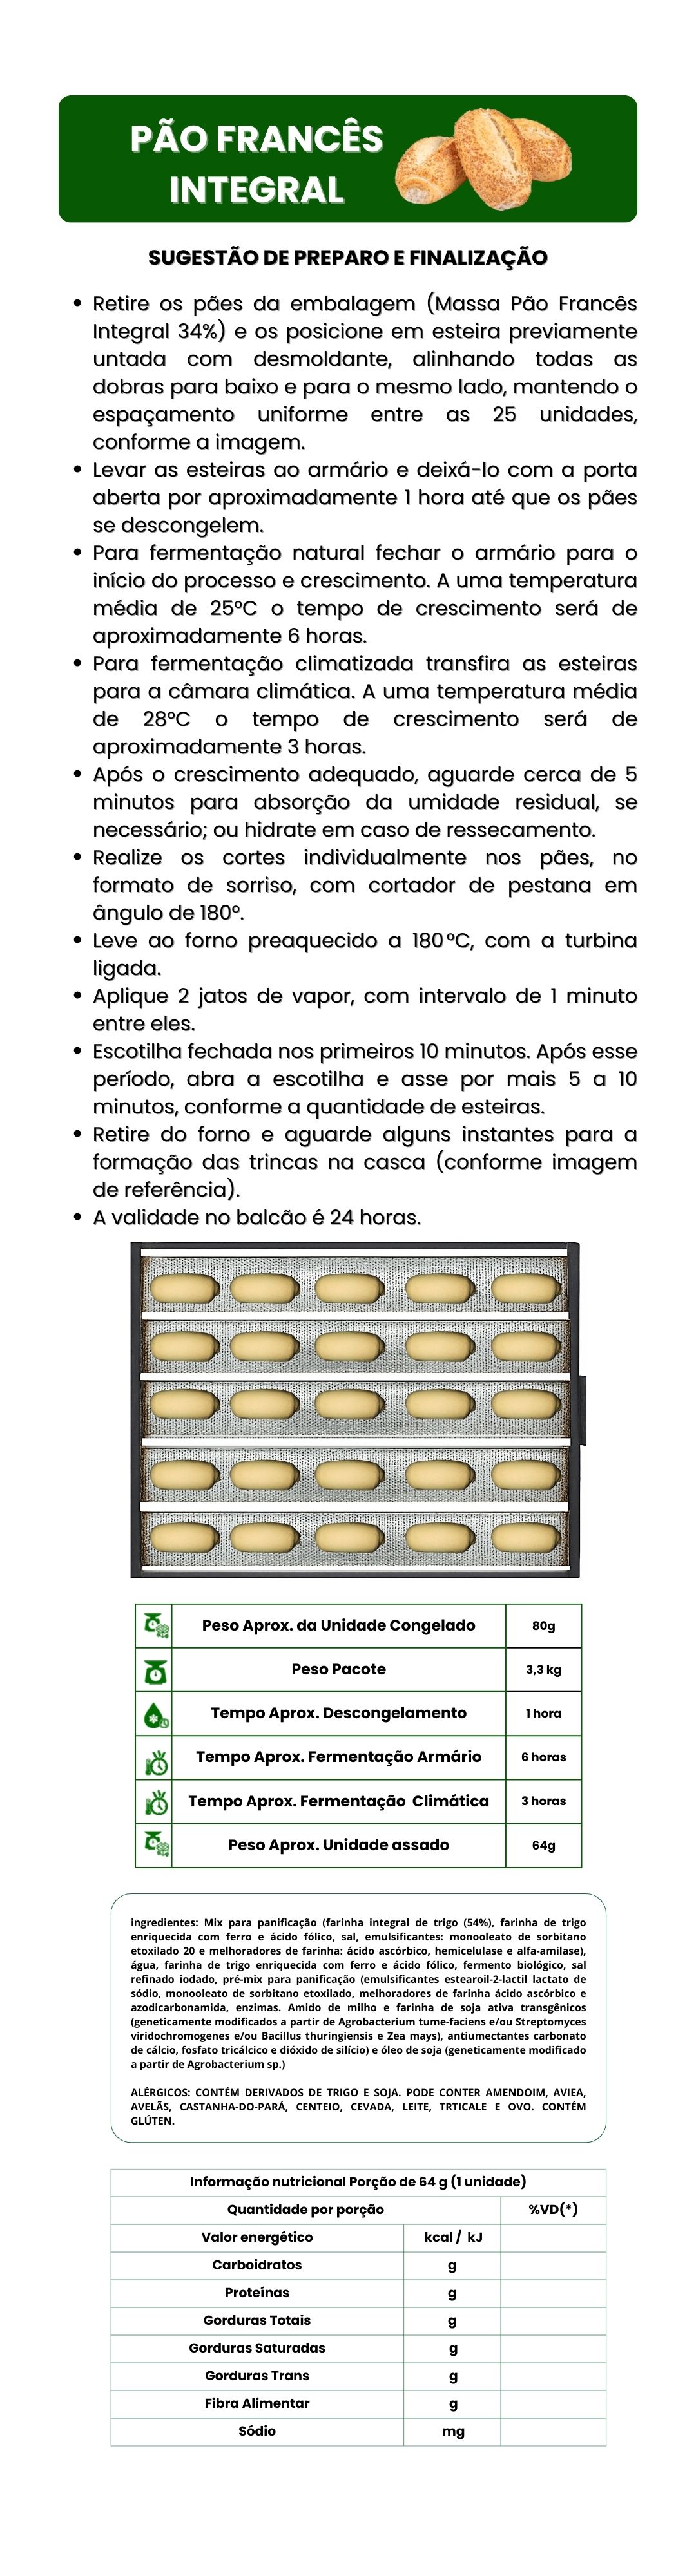 PÃO FRANCÊS
INTEGRAL
SUGESTÃO DE PREPARO E FINALIZAÇÃO
• Retire os pães da embalagem (Massa Pão Francês
Integral 34%) e os posicione em esteira previamente
untada com desmoldante, alinhando todas as
dobras para baixo e para o mesmo lado, mantendo o
espaçamento uniforme entre as 25 unidades,
conforme a imagem.
• Levar as esteiras ao armário e deixá-lo com a porta
aberta por aproximadamente 1 hora até que os pães
se descongelem.
• Para fermentação natural fechar o armário para o
início do processo e crescimento. A uma temperatura
média de 25°C o tempo de crescimento será de
aproximadamente 6 horas.
• Para fermentação climatizada transfira as esteiras
para a câmara climática. A uma temperatura média
de 28°C o tempo de crescimento será de
aproximadamente 3 horas.
• Após o crescimento adequado, aguarde cerca de 5
minutos para absorção da umidade residual, se
necessário; ou hidrate em caso de ressecamento.
• Realize os cortes individualmente nos pães, no
formato de sorriso, com cortador de pestana em
ângulo de 180°.
• Leve ao forno preaquecido a 180 °C, com a turbina
ligada.
• Aplique 2 jatos de vapor, com intervalo de 1 minuto
entre eles.
• Escotilha fechada nos primeiros 10 minutos. Após esse
período, abra a escotilha e asse por mais 5 a 10
minutos, conforme a quantidade de esteiras.
• Retire do forno e aguarde alguns instantes para a
formação das trincas na casca (conforme imagem
de referência).
• A validade no balcão é 24 horas.
Peso Aprox. da Unidade Congelado 80g
Peso Pacote 3,3 kg
Tempo Aprox. Descongelamento 1 hora
Tempo Aprox. Fermentação Armário 6 horas
Tempo Aprox. Fermentação Climática 3 horas
Peso Aprox. Unidade assado 64g
ingredientes: Mix para panificação (farinha integral de trigo (54%), farinha de trigo
enriquecida com ferro e ácido fólico, sal, emulsificantes: monooleato de sorbitano
etoxilado 20 e melhoradores de farinha: ácido ascórbico, hemicelulase e alfa-amilase),
água, farinha de trigo enriquecida com ferro e ácido fólico, fermento biológico, sal
refinado iodado, pré-mix para panificação (emulsificantes estearoil-2-lactil lactato de
sódio, monooleato de sorbitano etoxilado, melhoradores de farinha ácido ascórbico e
azodicarbonamida, enzimas. Amido de milho e farinha de soja ativa transgênicos
(geneticamente modificados a partir de Agrobacterium tume-faciens e/ou Streptomyces
viridochromogenes e/ou Bacillus thuringiensis e Zea mays), antiumectantes carbonato
de cálcio, fosfato tricálcico e dióxido de silício) e óleo de soja (geneticamente modificado
a partir de Agrobacterium sp.)
ALÉRGICOS: CONTÉM DERIVADOS DE TRIGO E SOJA. PODE CONTER AMENDOIM, AVIEA,
AVELÃS, CASTANHA-DO-PARÁ, CENTEIO, CEVADA, LEITE, TRTICALE E OVO. CONTÉM
GLÚTEN.
Informação nutricional Porção de 64 g (1 unidade)
Quantidade por porção %VD(*)
Valor energético kcal / kJ
Carboidratos g
Proteínas g
Gorduras Totais g
Gorduras Saturadas g
Gorduras Trans g
Fibra Alimentar g
Sódio mg